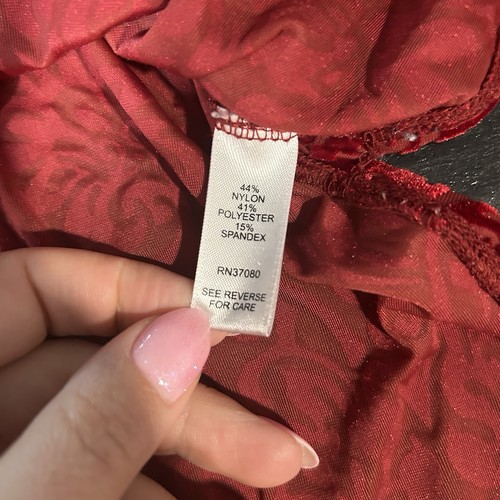 44%
NYLON
41%
POLYESTER
15%
SPANDEX
RN37080
SEE REVERSE
FOR CARE